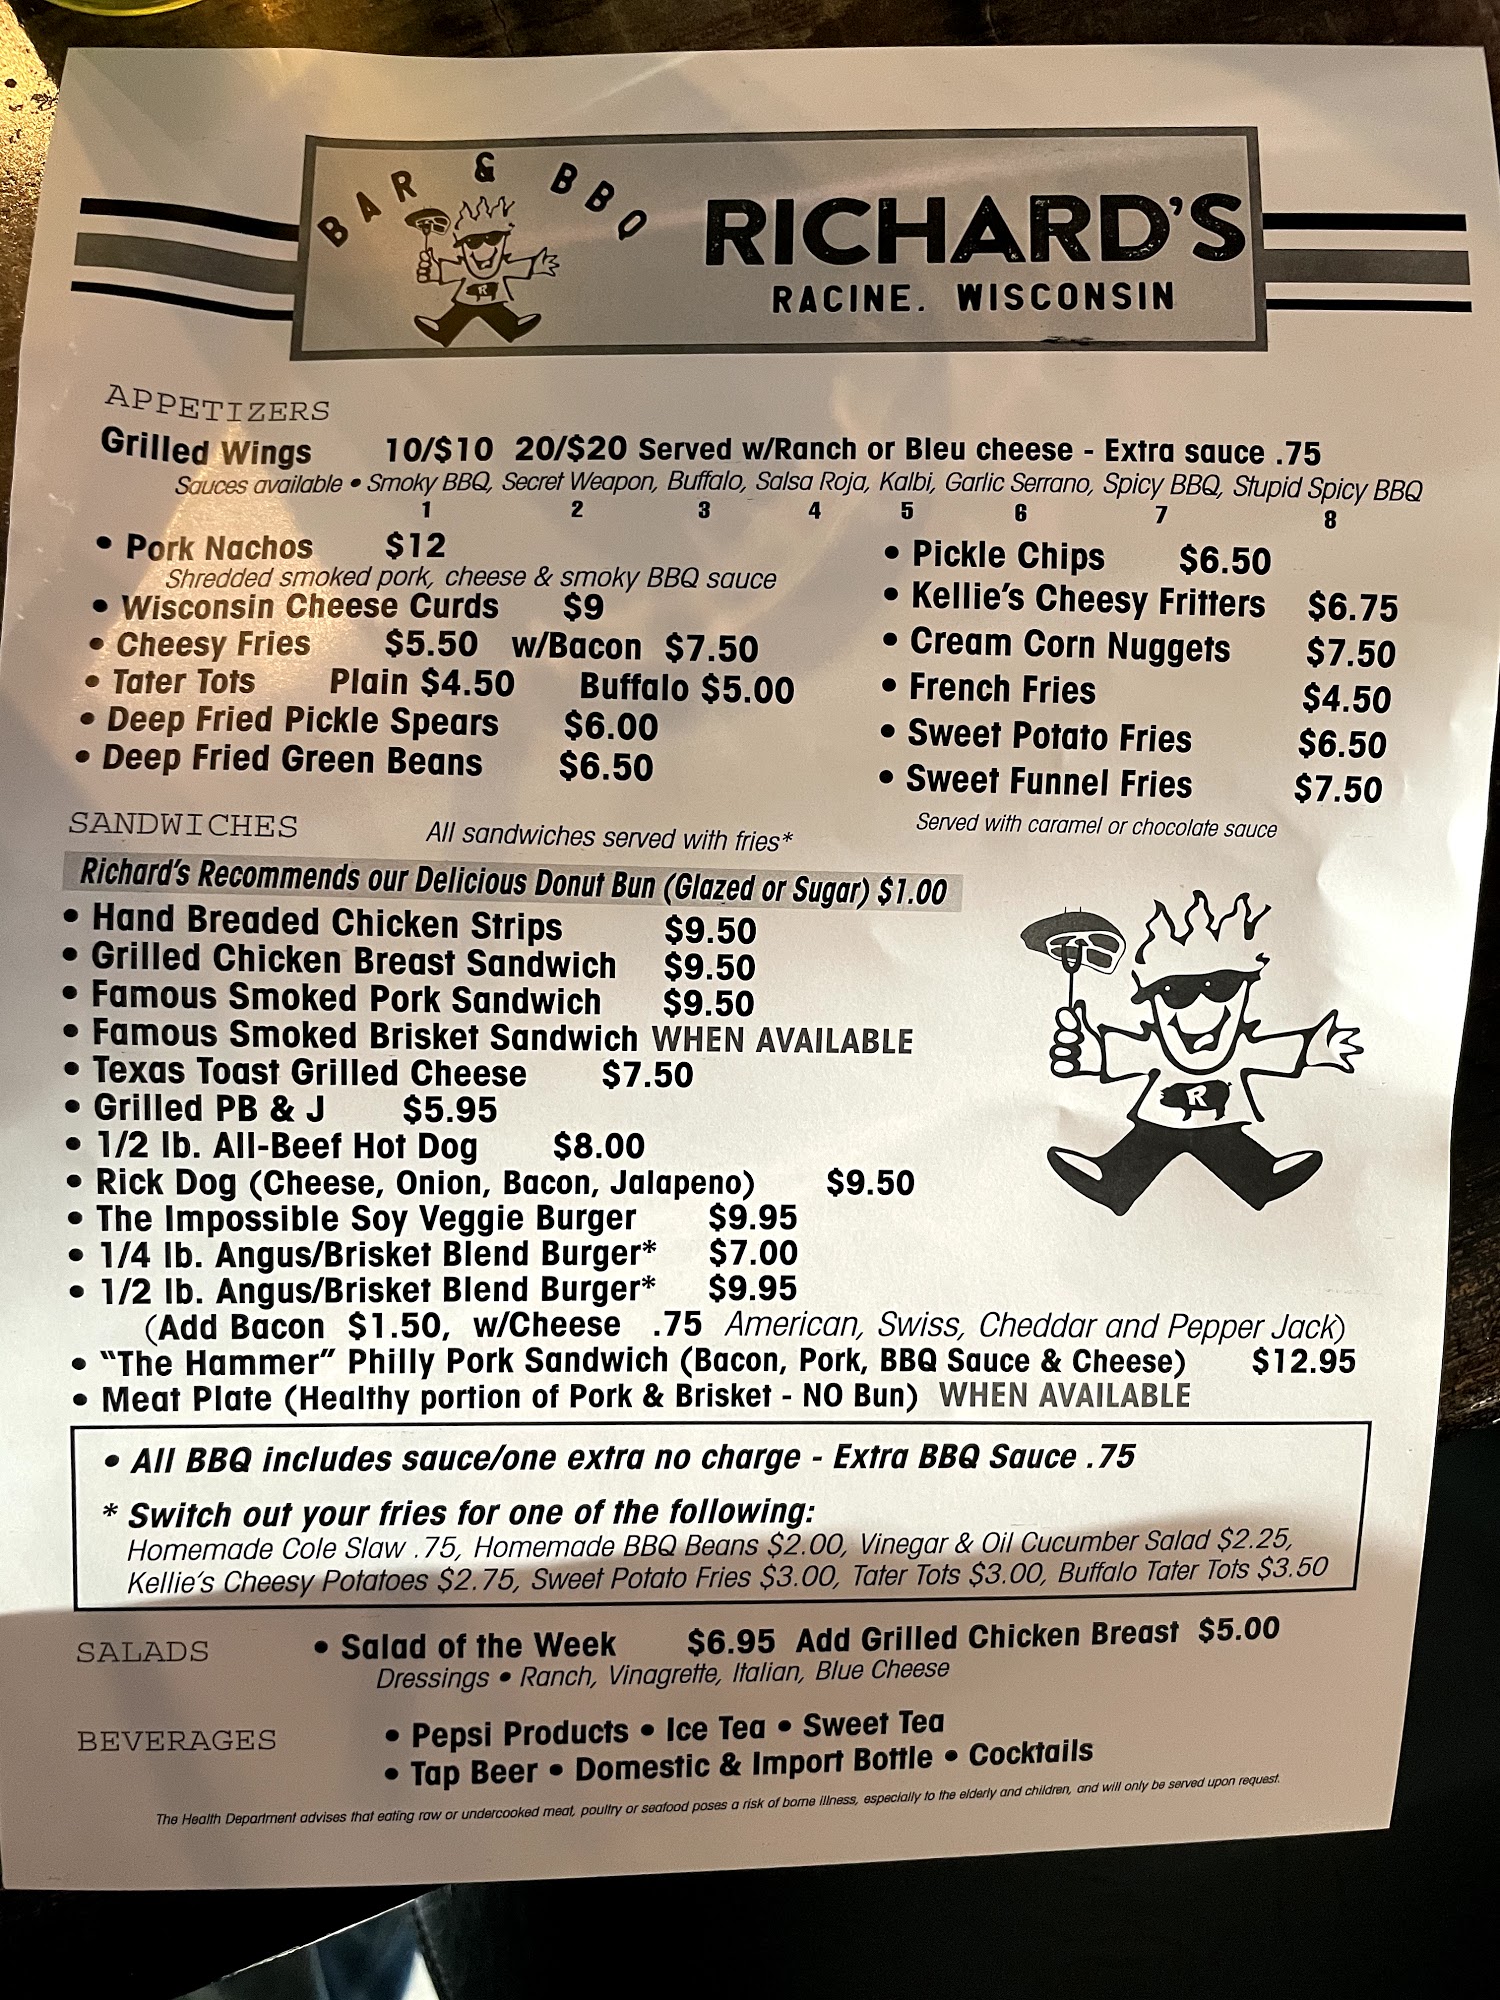 BAR & BBQ
RICHARD'S
RACINE. WISCONSIN
R
APPETIZERS
Grilled Wings 10/$10 20/$20 Served w/Ranch or Bleu cheese - Extra sauce .75
Sauces available • Smoky BBQ, Secret Weapon, Buffalo, Salsa Roja, Kalbi, Garlic Serrano, Spicy BBQ, Stupid Spicy BBQ
1 2 3 4 5 6 7 8
• Pork Nachos $12
Shredded smoked pork, cheese & smoky BBQ sauce
• Wisconsin Cheese Curds $9
• Cheesy Fries $5.50 w/Bacon $7.50
• Tater Tots Plain $4.50 Buffalo $5.00
• Deep Fried Pickle Spears $6.00
• Deep Fried Green Beans $6.50
• Pickle Chips $6.50
• Kellie's Cheesy Fritters $6.75
• Cream Corn Nuggets $7.50
• French Fries $4.50
• Sweet Potato Fries $6.50
• Sweet Funnel Fries $7.50
Served with caramel or chocolate sauce
SANDWICHES All sandwiches served with fries*
Richard's Recommends our Delicious Donut Bun (Glazed or Sugar) $1.00
• Hand Breaded Chicken Strips $9.50
• Grilled Chicken Breast Sandwich $9.50
• Famous Smoked Pork Sandwich $9.50
• Famous Smoked Brisket Sandwich WHEN AVAILABLE
• Texas Toast Grilled Cheese $7.50
• Grilled PB & J $5.95
• 1/2 lb. All-Beef Hot Dog $8.00
• Rick Dog (Cheese, Onion, Bacon, Jalapeno) $9.50
• The Impossible Soy Veggie Burger $9.95
• 1/4 lb. Angus/Brisket Blend Burger* $7.00
• 1/2 lb. Angus/Brisket Blend Burger* $9.95
(Add Bacon $1.50, w/Cheese .75 American, Swiss, Cheddar and Pepper Jack)
• "The Hammer" Philly Pork Sandwich (Bacon, Pork, BBQ Sauce & Cheese) $12.95
• Meat Plate (Healthy portion of Pork & Brisket - NO Bun) WHEN AVAILABLE
R
• All BBQ includes sauce/one extra no charge - Extra BBQ Sauce .75
* Switch out your fries for one of the following:
Homemade Cole Slaw .75, Homemade BBQ Beans $2.00, Vinegar & Oil Cucumber Salad $2.25,
Kellie's Cheesy Potatoes $2.75, Sweet Potato Fries $3.00, Tater Tots $3.00, Buffalo Tater Tots $3.50
SALADS • Salad of the Week $6.95 Add Grilled Chicken Breast $5.00
Dressings • Ranch, Vinagrette, Italian, Blue Cheese
BEVERAGES • Pepsi Products • Ice Tea • Sweet Tea
• Tap Beer • Domestic & Import Bottle • Cocktails
The Health Department advises that eating raw or undercooked meat, poultry or seafood poses a risk of borne illness, especially to the elderly and children, and will only be served upon request.